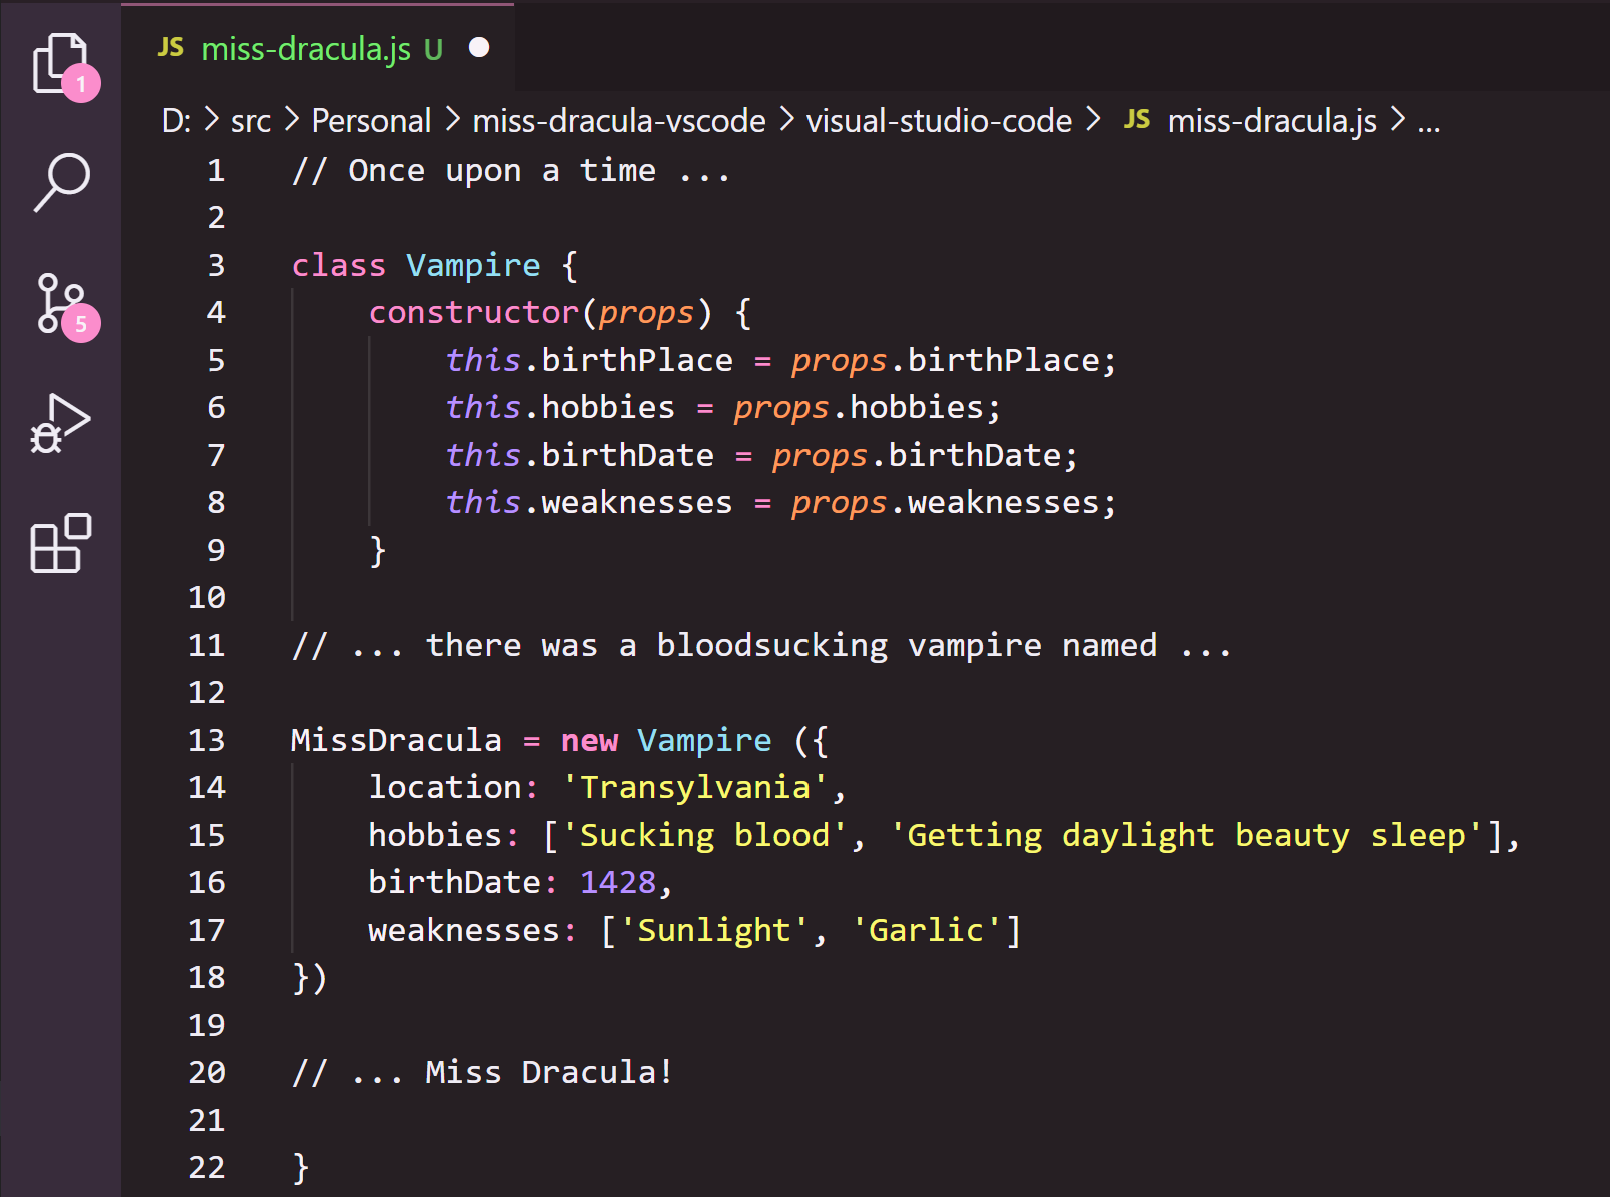 1
5
JS miss-dracula.js U
D: > src > Personal > miss-dracula-vscode > visual-studio-code > JS miss-dracula.js > ...
1 // Once upon a time ...
2
3 class Vampire {
4     constructor(props) {
5         this.birthPlace = props.birthPlace;
6         this.hobbies = props.hobbies;
7         this.birthDate = props.birthDate;
8         this.weaknesses = props.weaknesses;
9     }
10
11 // ... there was a bloodsucking vampire named ...
12
13 MissDracula = new Vampire ({
14     location: 'Transylvania',
15     hobbies: ['Sucking blood', 'Getting daylight beauty sleep'],
16     birthDate: 1428,
17     weaknesses: ['Sunlight', 'Garlic']
18 })
19
20 // ... Miss Dracula!
21
22 }